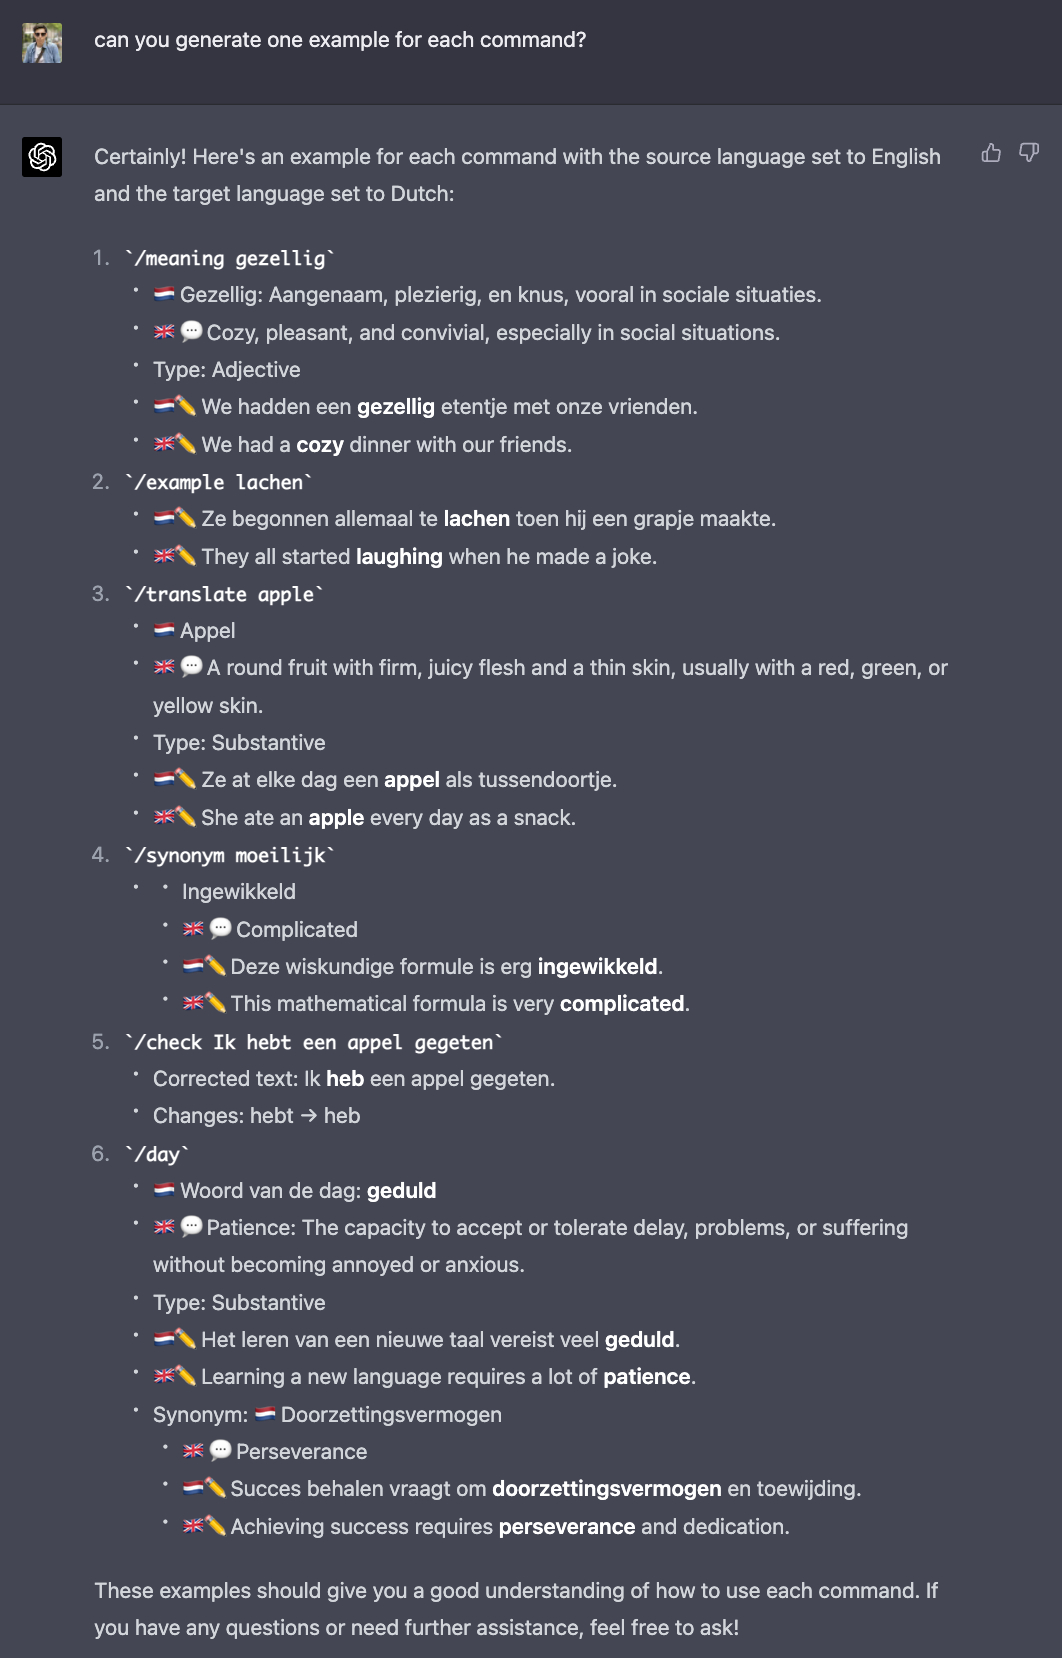 can you generate one example for each command?
Certainly! Here's an example for each command with the source language set to English
and the target language set to Dutch:
1. `/meaning gezellig`
• 🇳🇱 Gezellig: Aangenaam, plezierig, en knus, vooral in sociale situaties.
• 🇬🇧 💬 Cozy, pleasant, and convivial, especially in social situations.
• Type: Adjective
• 🇳🇱✏️ We hadden een gezellig etentje met onze vrienden.
• 🇬🇧✏️ We had a cozy dinner with our friends.
2. `/example lachen`
• 🇳🇱✏️ Ze begonnen allemaal te lachen toen hij een grapje maakte.
• 🇬🇧✏️ They all started laughing when he made a joke.
3. `/translate apple`
• 🇳🇱 Appel
• 🇬🇧 💬 A round fruit with firm, juicy flesh and a thin skin, usually with a red, green, or
yellow skin.
• Type: Substantive
• 🇳🇱✏️ Ze at elke dag een appel als tussendoortje.
• 🇬🇧✏️ She ate an apple every day as a snack.
4. `/synonym moeilijk`
• • Ingewikkeld
• 🇬🇧 💬 Complicated
• 🇳🇱✏️ Deze wiskundige formule is erg ingewikkeld.
• 🇬🇧✏️ This mathematical formula is very complicated.
5. `/check Ik hebt een appel gegeten`
• Corrected text: Ik heb een appel gegeten.
• Changes: hebt → heb
6. `/day`
• 🇳🇱 Woord van de dag: geduld
• 🇬🇧 💬 Patience: The capacity to accept or tolerate delay, problems, or suffering
without becoming annoyed or anxious.
• Type: Substantive
• 🇳🇱✏️ Het leren van een nieuwe taal vereist veel geduld.
• 🇬🇧✏️ Learning a new language requires a lot of patience.
• Synonym: 🇳🇱 Doorzettingsvermogen
• 🇬🇧 💬 Perseverance
• 🇳🇱✏️ Succes behalen vraagt om doorzettingsvermogen en toewijding.
• 🇬🇧✏️ Achieving success requires perseverance and dedication.
These examples should give you a good understanding of how to use each command. If
you have any questions or need further assistance, feel free to ask!